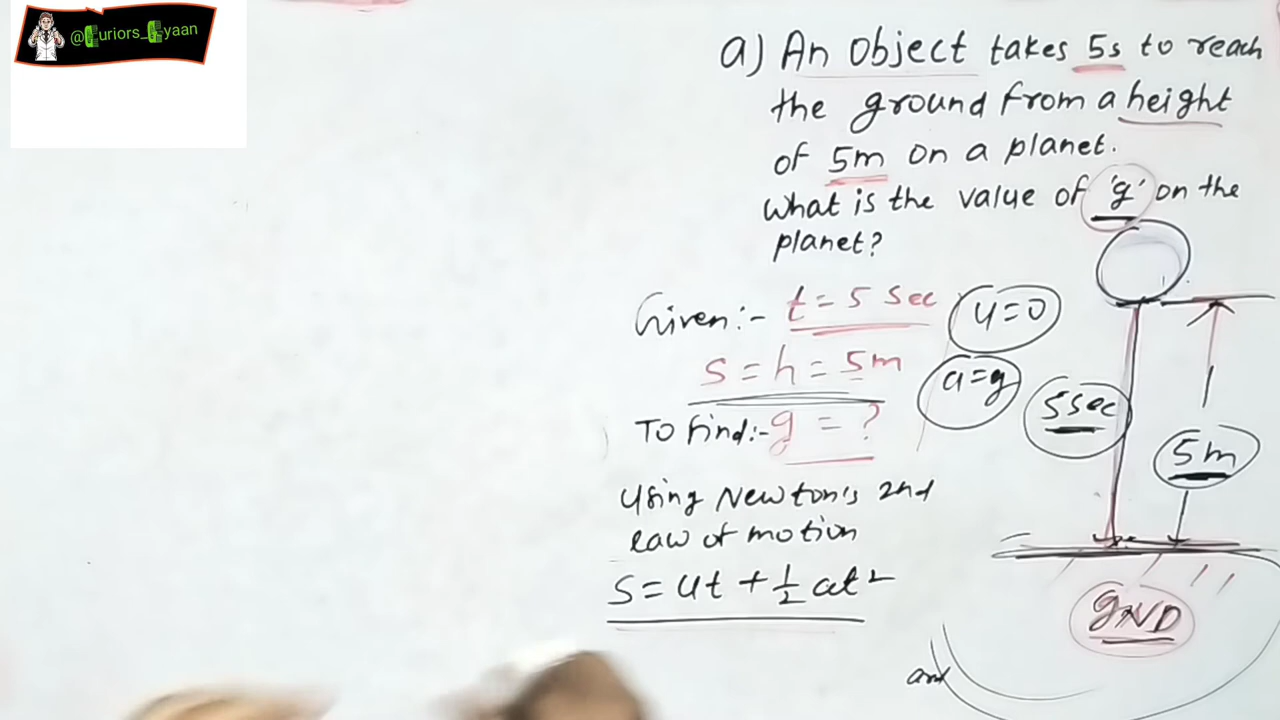 @Curiors_Gyaan
a) An object takes 5s to reach
the ground from a height
of 5m on a planet.
what is the value of 'g' on the
planet?
Given:- t = 5 sec
u=0
s = h = 5m
a=g
5sec
To find:- g = ?
5m
using Newton's 2nd
law of motion
S = ut + 1/2 at²
GND